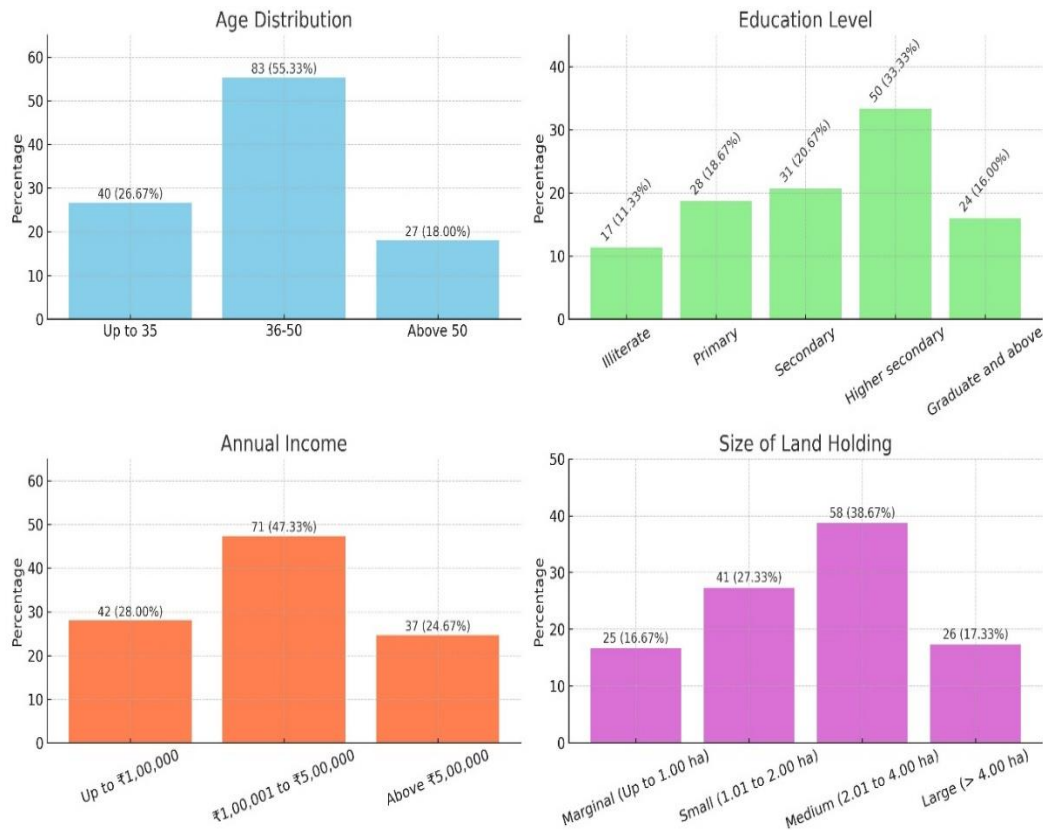 Age Distribution
Percentage
60
50
40
30
20
10
0
83 (55.33%)
40 (26.67%)
27 (18.00%)
Up to 35
36-50
Above 50
Education Level
Percentage
40
30
20
10
0
17 (11.33%)
28 (18.67%)
31 (20.67%)
50 (33.33%)
24 (16.00%)
Illiterate
Primary
Secondary
Higher secondary
Graduate and above
Annual Income
Percentage
60
50
40
30
20
10
0
42 (28.00%)
71 (47.33%)
37 (24.67%)
Up to ₹1,00,000
₹1,00,001 to ₹5,00,000
Above ₹5,00,000
Size of Land Holding
Percentage
50
40
30
20
10
0
25 (16.67%)
41 (27.33%)
58 (38.67%)
26 (17.33%)
Marginal (Up to 1.00 ha)
Small (1.01 to 2.00 ha)
Medium (2.01 to 4.00 ha)
Large (> 4.00 ha)